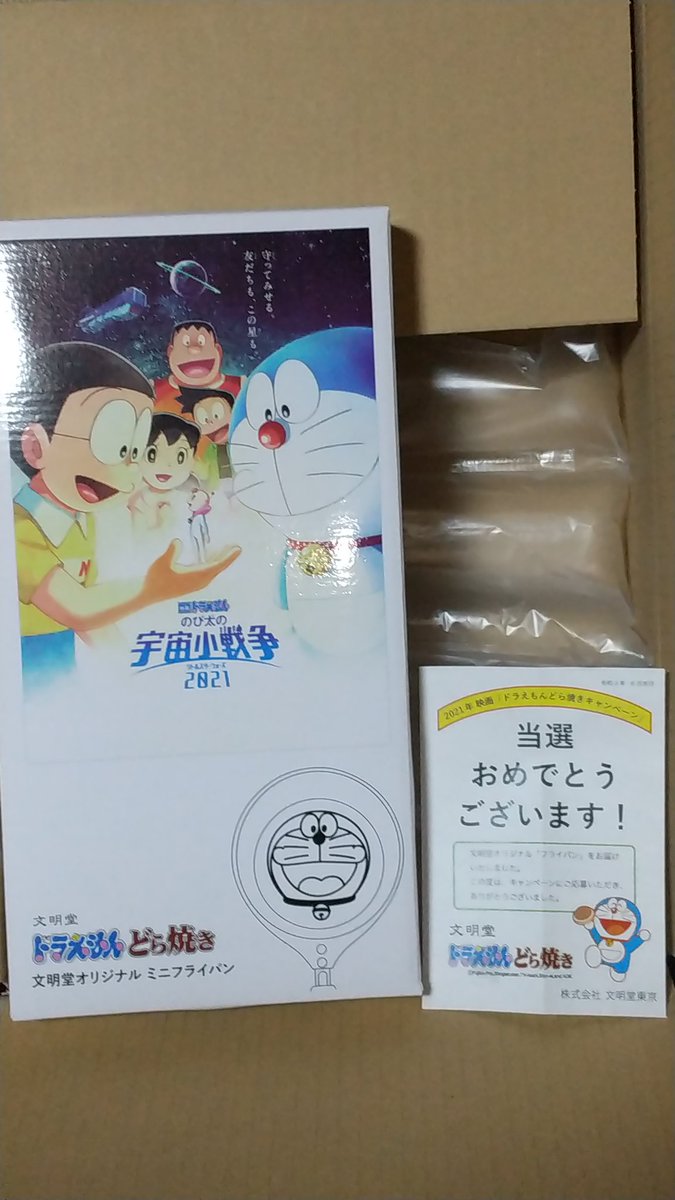 守ってみせる、
友だちも、この星も。
N
映画ドラえもん
のび太の
宇宙小戦争
リトルスターウォーズ
2021
文明堂
ドラえもん どら焼き
文明堂オリジナル ミニフライパン
2021年 映画「ドラえもんどら焼きキャンペーン」
当選
おめでとう
ございます！
文明堂オリジナル「フライパン」をお届け
いたしました。
この度は、キャンペーンにご応募いただき、
ありがとうございました。
文明堂
ドラえもん どら焼き
株式会社 文明堂東京